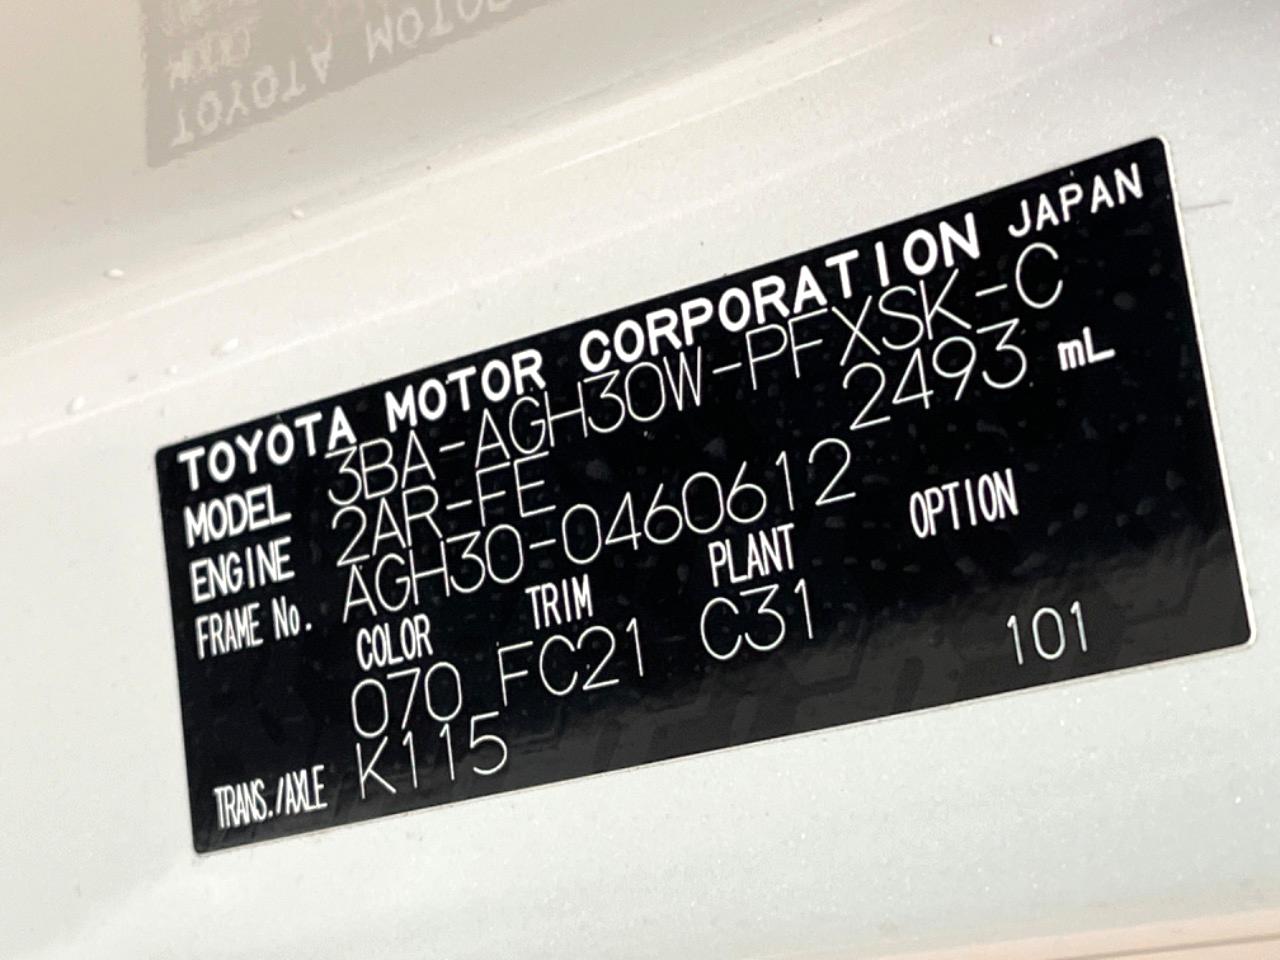 TOYOTA MOTOR CORPORATION JAPAN
MODEL 3BA-AGH30W-PFXSK-C
ENGINE 2AR-FE 2493 mL
FRAME No. AGH30-0460612
COLOR TRIM PLANT OPTION
070 FC21 C31 101
TRANS./AXLE K115